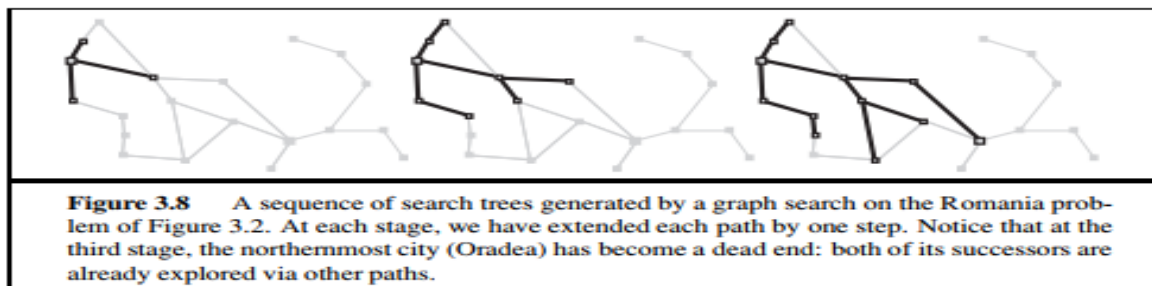 Figure 3.8 A sequence of search trees generated by a graph search on the Romania prob-
lem of Figure 3.2. At each stage, we have extended each path by one step. Notice that at the
third stage, the northernmost city (Oradea) has become a dead end: both of its successors are
already explored via other paths.